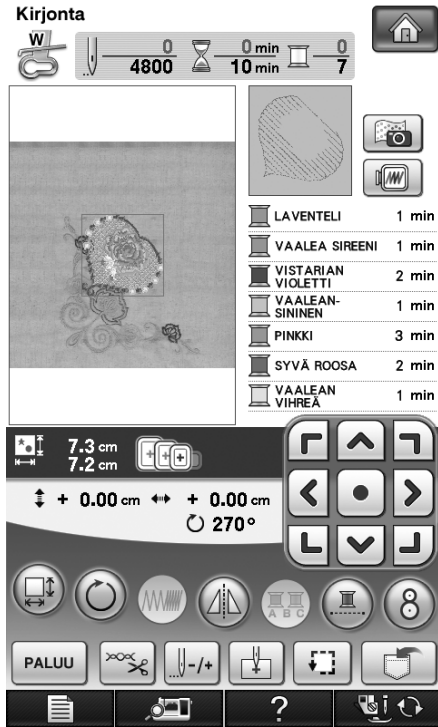 Kirjonta
W
0 0 min 0
4800 10 min 7
LAVENTELI 1 min
VAALEA SIREENI 1 min
VISTARIAN
VIOLETTI 2 min
VAALEAN-
SININEN 1 min
PINKKI 3 min
SYVÄ ROOSA 2 min
VAALEAN
VIHREÄ 1 min
7.3 cm
7.2 cm
+ 0.00 cm + 0.00 cm
270°
A B C
8
PALUU -/+
?